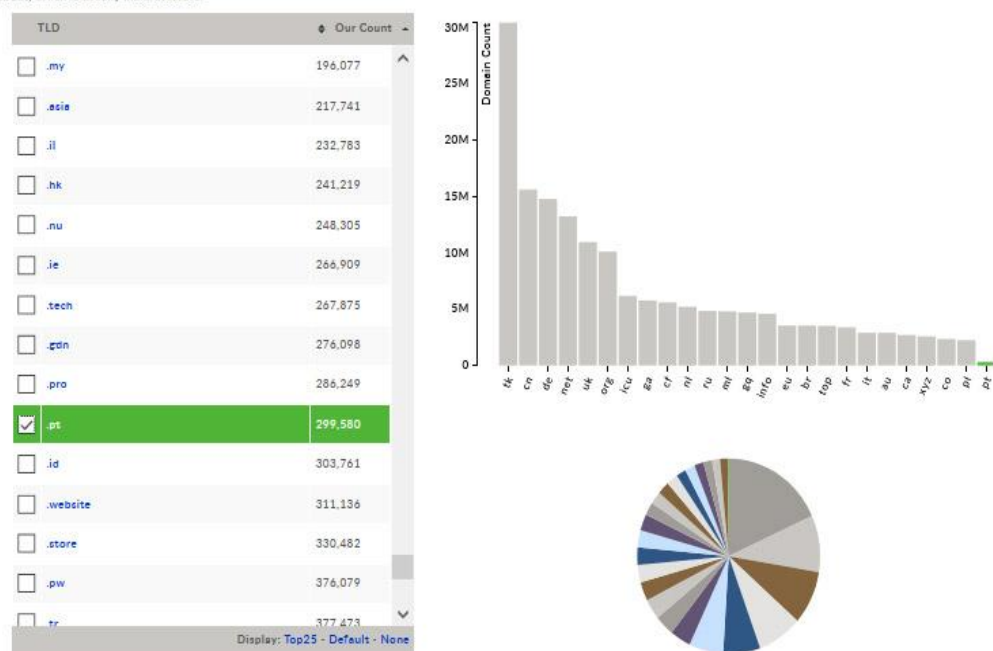 TLD Our Count
.my 196,077
.asia 217,741
.il 232,783
.hk 241,219
.nu 248,305
.ie 266,909
.tech 267,875
.gdn 276,098
.pro 286,249
.pt 299,580
.id 303,761
.website 311,136
.store 330,482
.pw 376,079
.tr 377,473
Display: Top25 - Default - None
Domain Count
30M
25M
20M
15M
10M
5M
0
tk cn de net uk org icu ga cf nl ru ml gq info eu br top fr it au ca xyz co pl pt